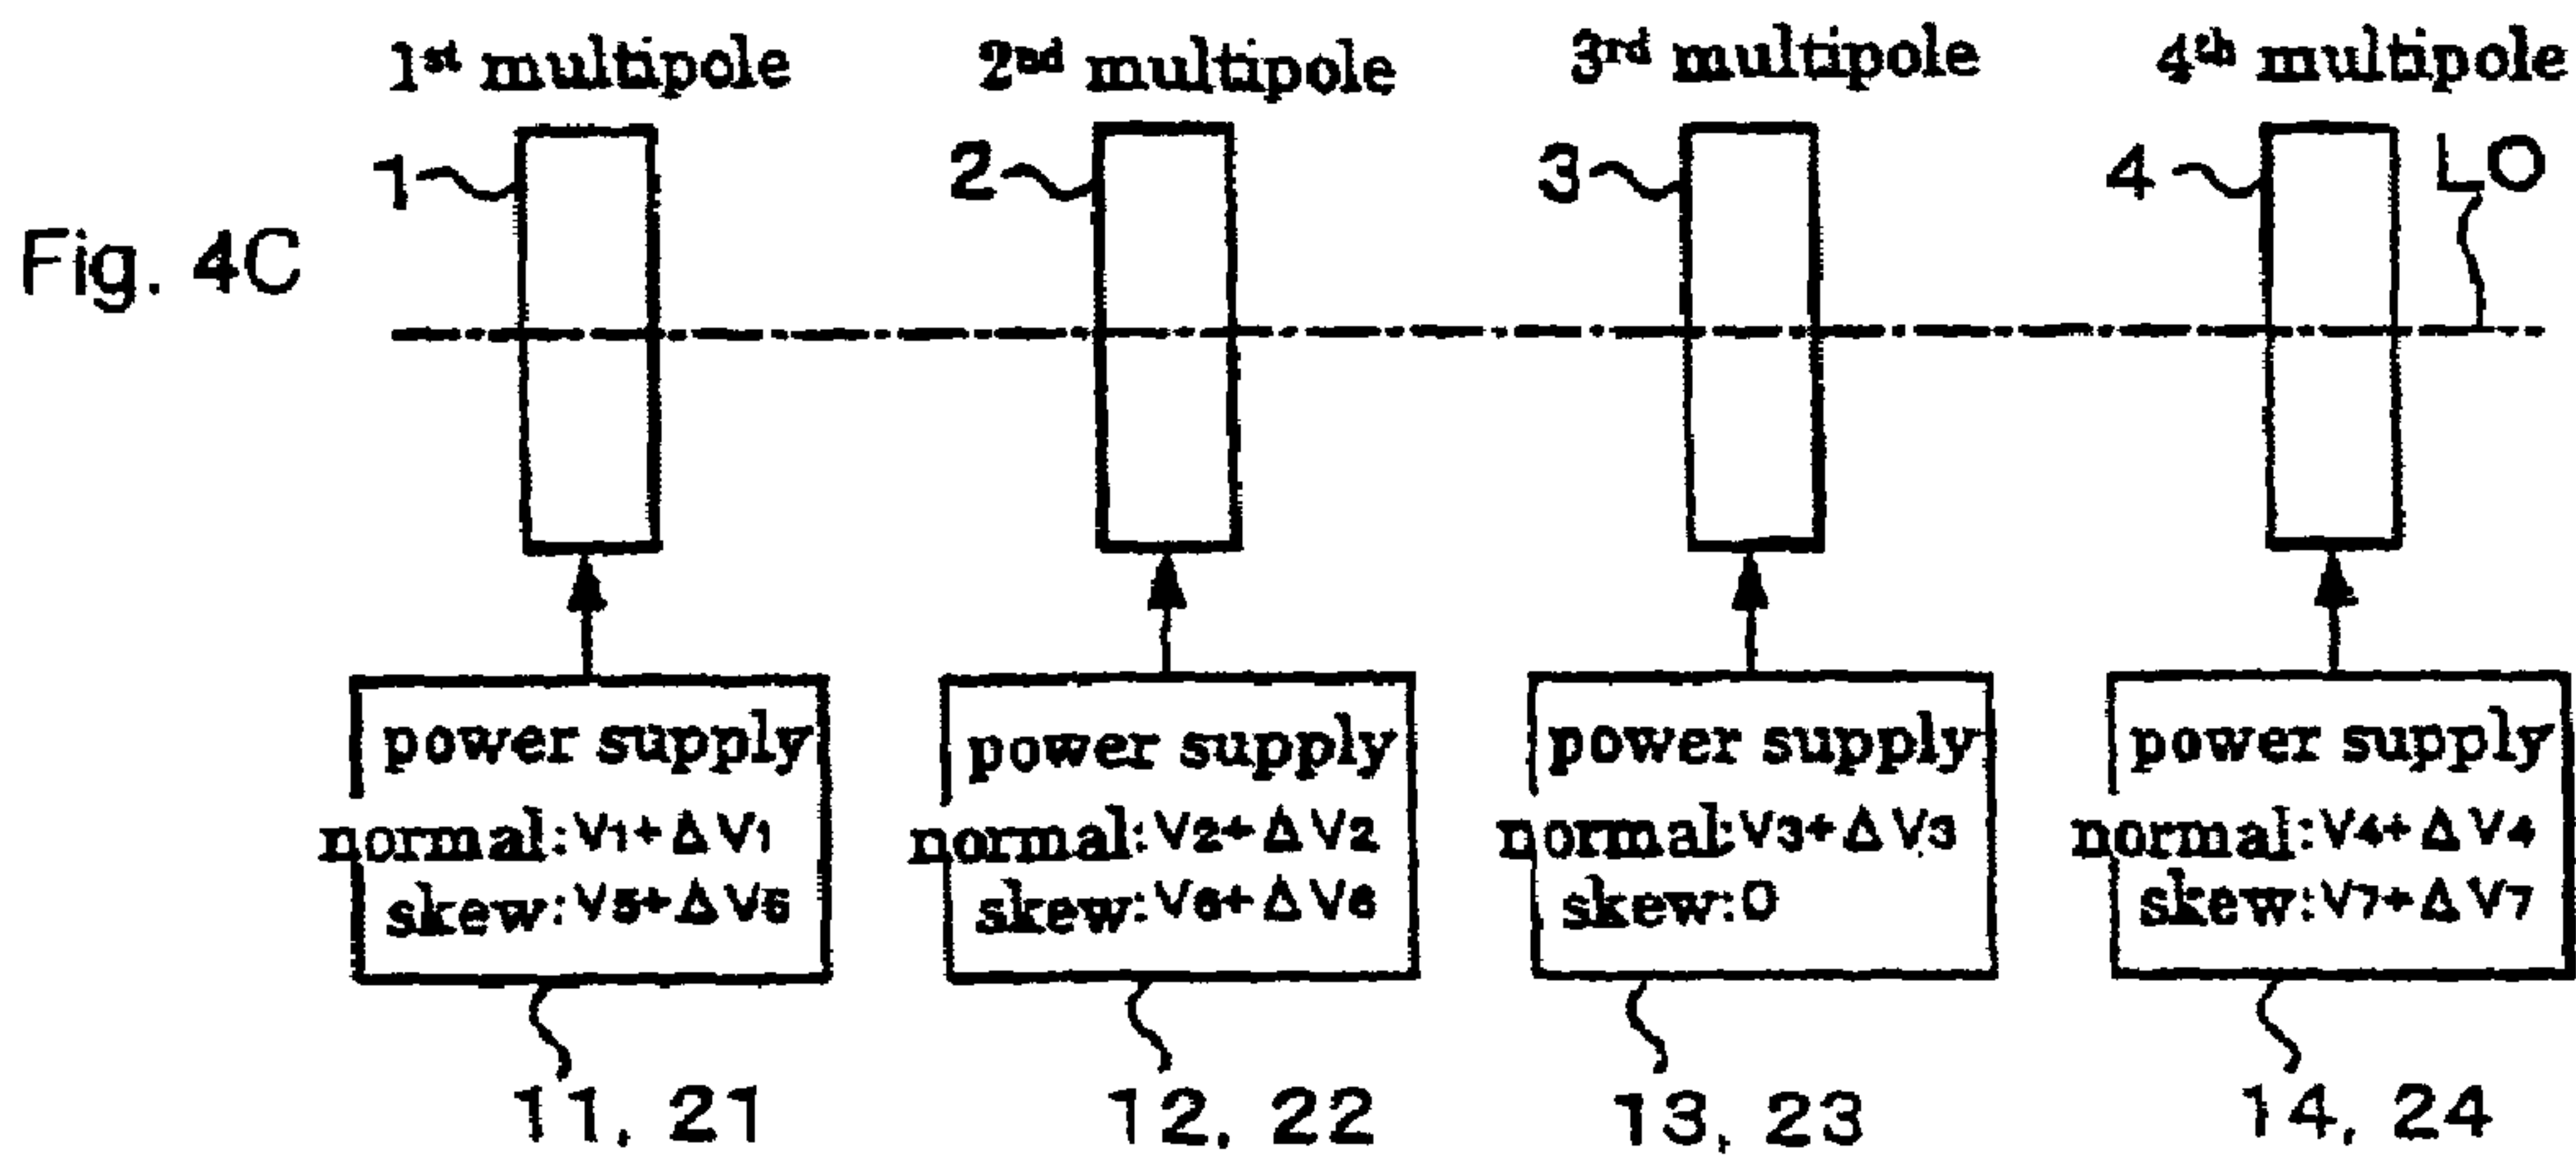 1st multipole 2nd multipole 3rd multipole 4th multipole
1 2 3 4 LO
Fig. 4C
power supply power supply power supply power supply
normal:V1+ΔV1 normal:V2+ΔV2 normal:V3+ΔV3 normal:V4+ΔV4
skew:V5+ΔV5 skew:V6+ΔV6 skew:0 skew:V7+ΔV7
11, 21 12, 22 13, 23 14, 24